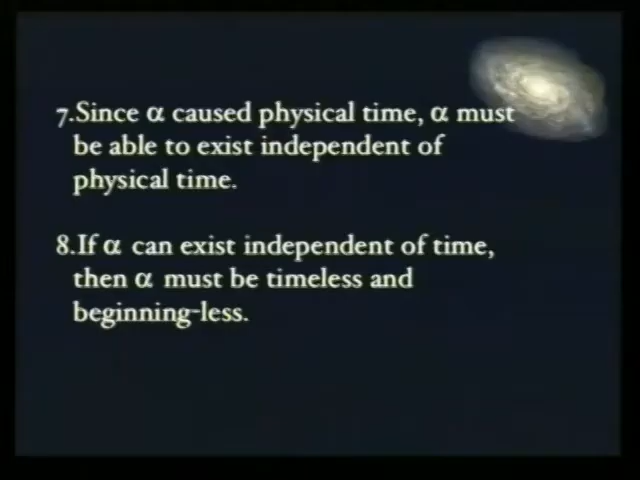 7.Since α caused physical time, α must
be able to exist independent of
physical time.
8.If α can exist independent of time,
then α must be timeless and
beginning-less.